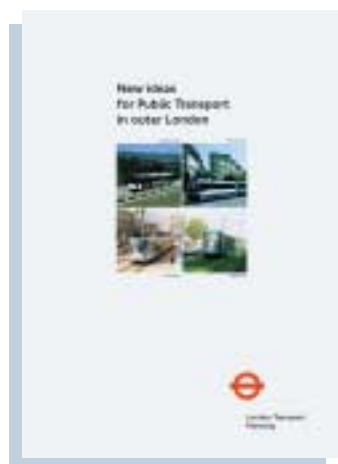 New ideas
for Public Transport
in outer London
London Transport
Planning